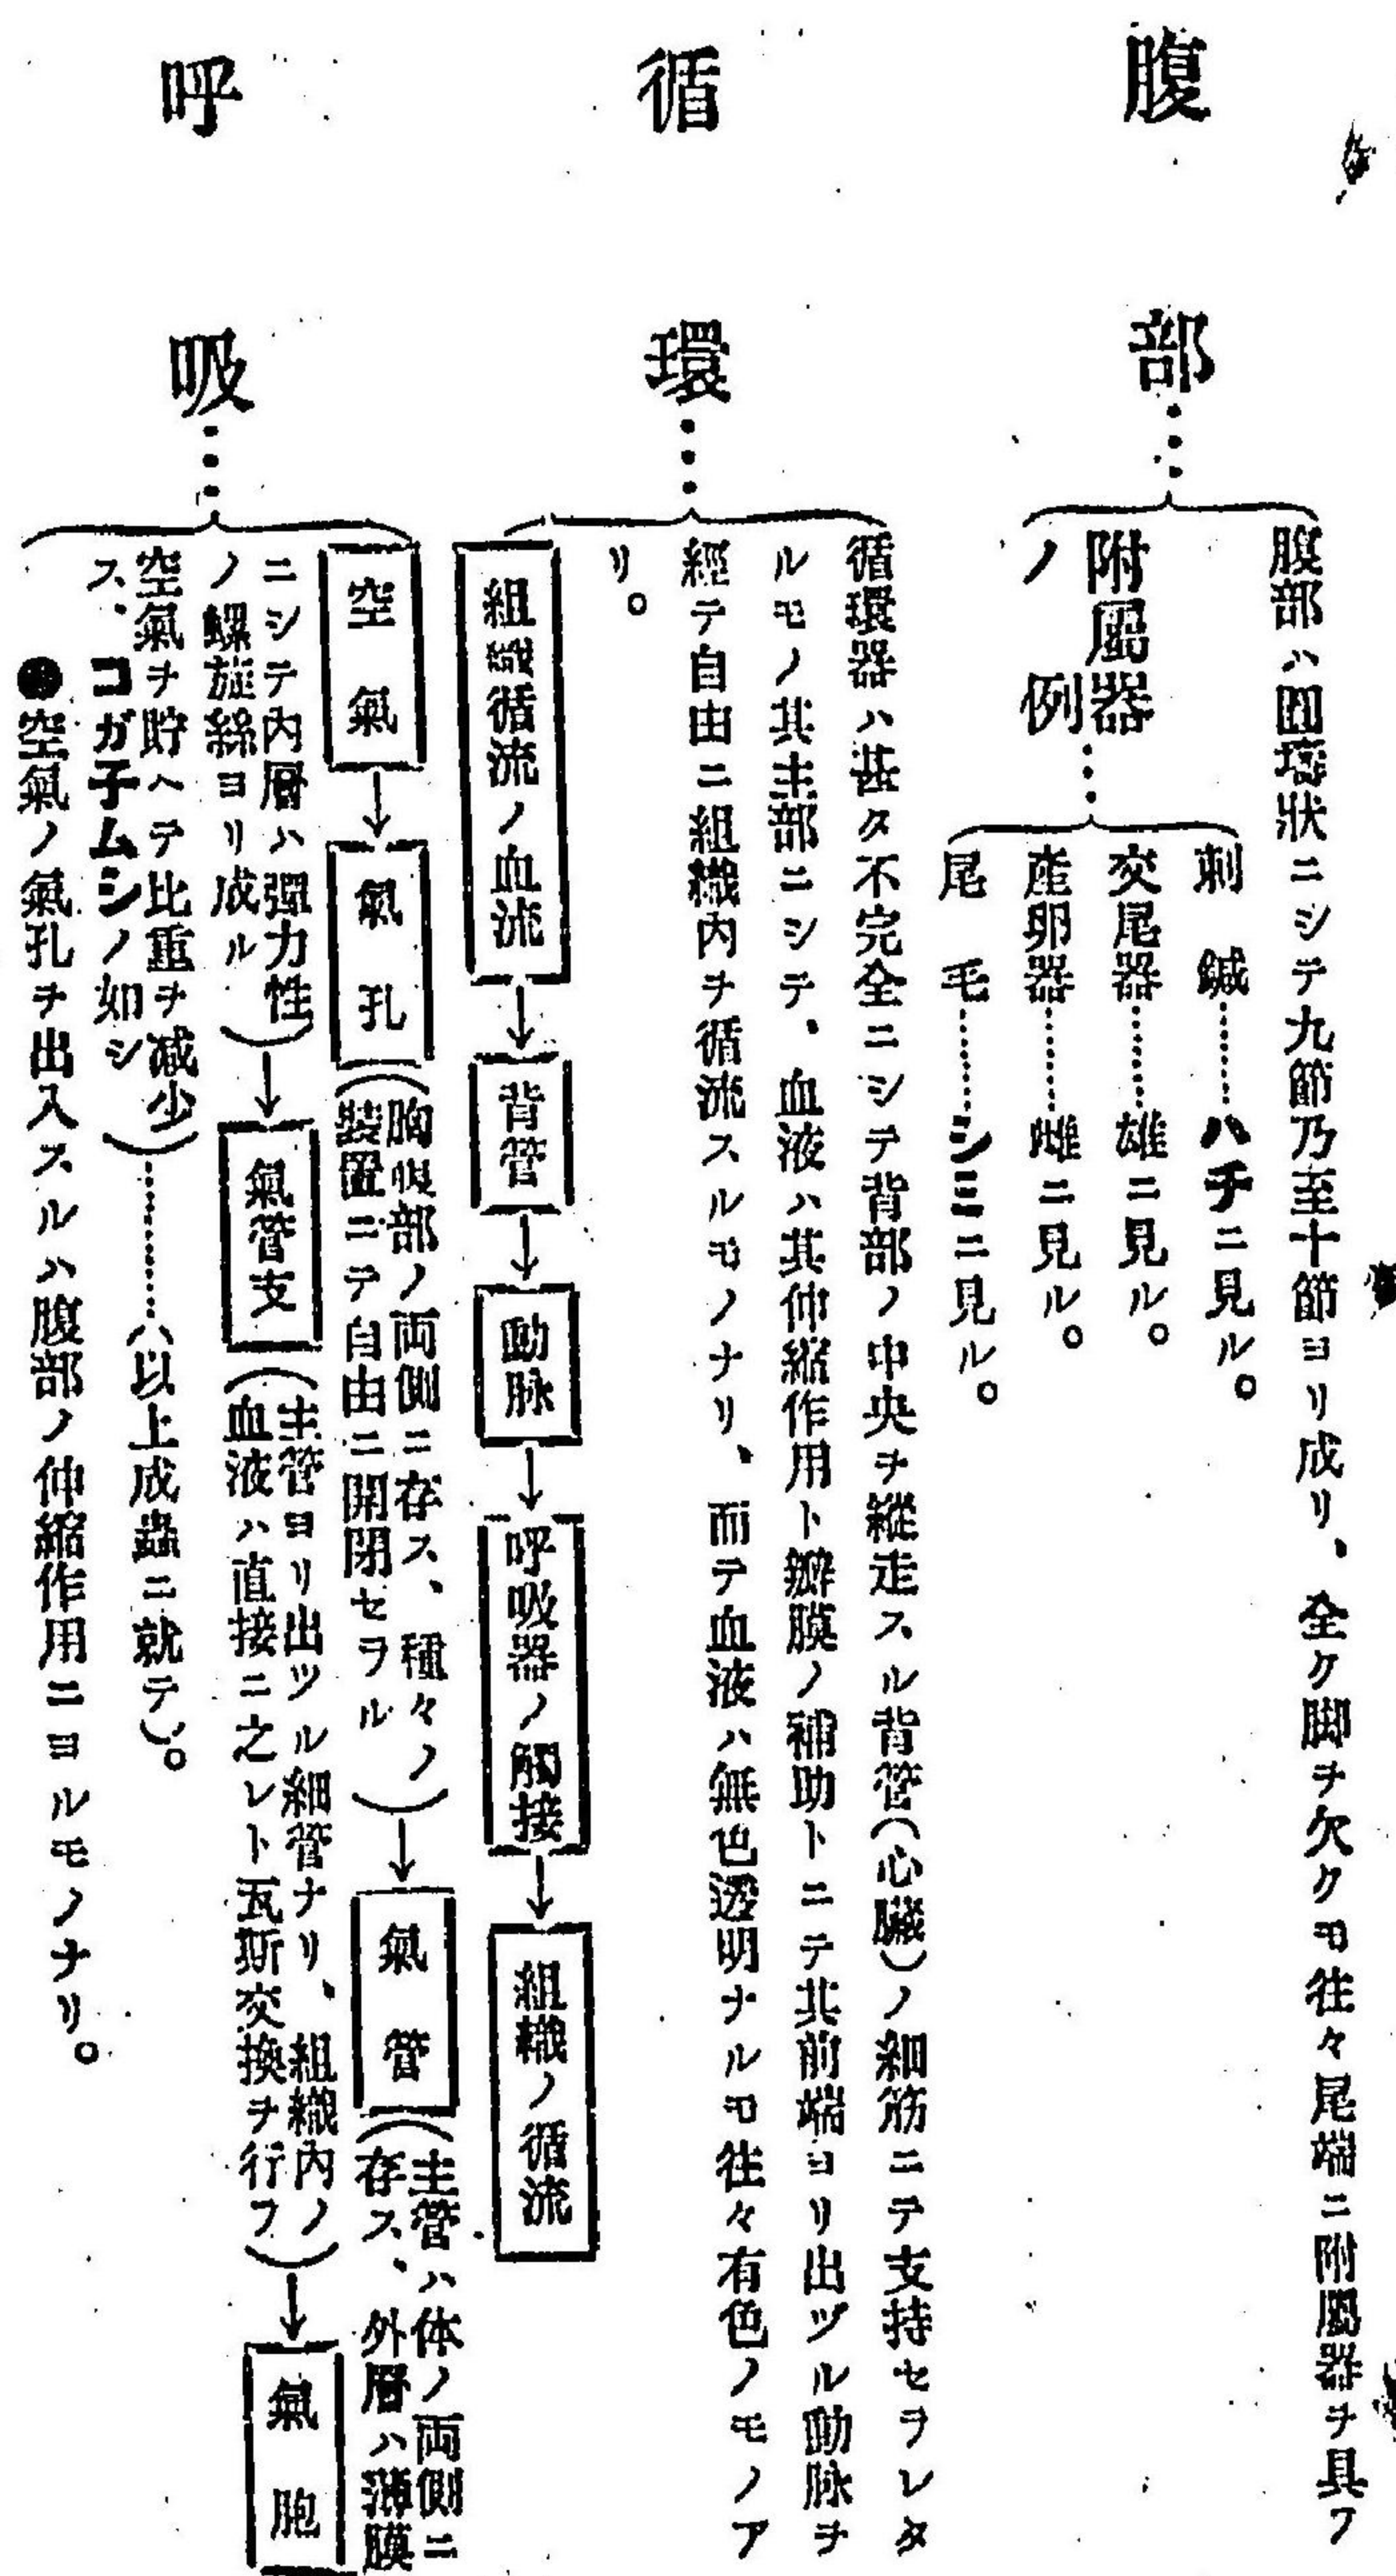 腹部……
腹部ハ圓壔狀ニシテ九節乃至十節ヨリ成リ、全ク脚ヲ欠クモ往々尾端ニ附屬器ヲ具フ
附屬器ノ例……
刺鍼……ハチニ見ル。
交尾器……雄ニ見ル。
産卵器……雌ニ見ル。
尾毛……シミニ見ル。
循環……
循環器ハ甚タ不完全ニシテ背部ノ中央ヲ縱走スル背管(心臟)ノ細筋ニテ支持セラレタ
ルモノ其主部ニシテ、血液ハ其伸縮作用ト瓣膜ノ補助トニテ其前端ヨリ出ヅル動脉ヲ
經テ自由ニ組織內ヲ循流スルモノナリ、而テ血液ハ無色透明ナルモ往々有色ノモノア
リ。
組織循流ノ血流→背管→動脉→呼吸器ノ觸接→組織ノ循流
呼吸……
空氣→氣孔(胸腹部ノ両側ニ存ス、種々ノ
装置ニテ自由ニ開閉セラル)→氣管(主管ハ体ノ両側ニ
存ス、外層ハ薄膜
ニシテ內層ハ彈力性
ノ螺旋絲ヨリ成ル)→氣管支(主管ヨリ出ツル細管ナリ、組織內ノ
血液ハ直接ニ之レト瓦斯交換ヲ行フ)→氣胞
空氣ヲ貯ヘテ比重ヲ减少
ス、コガ子ムシノ如シ)……(以上成蟲ニ就テ)。
●空氣ノ氣孔ヲ出入スルハ腹部ノ伸縮作用ニヨルモノナリ。